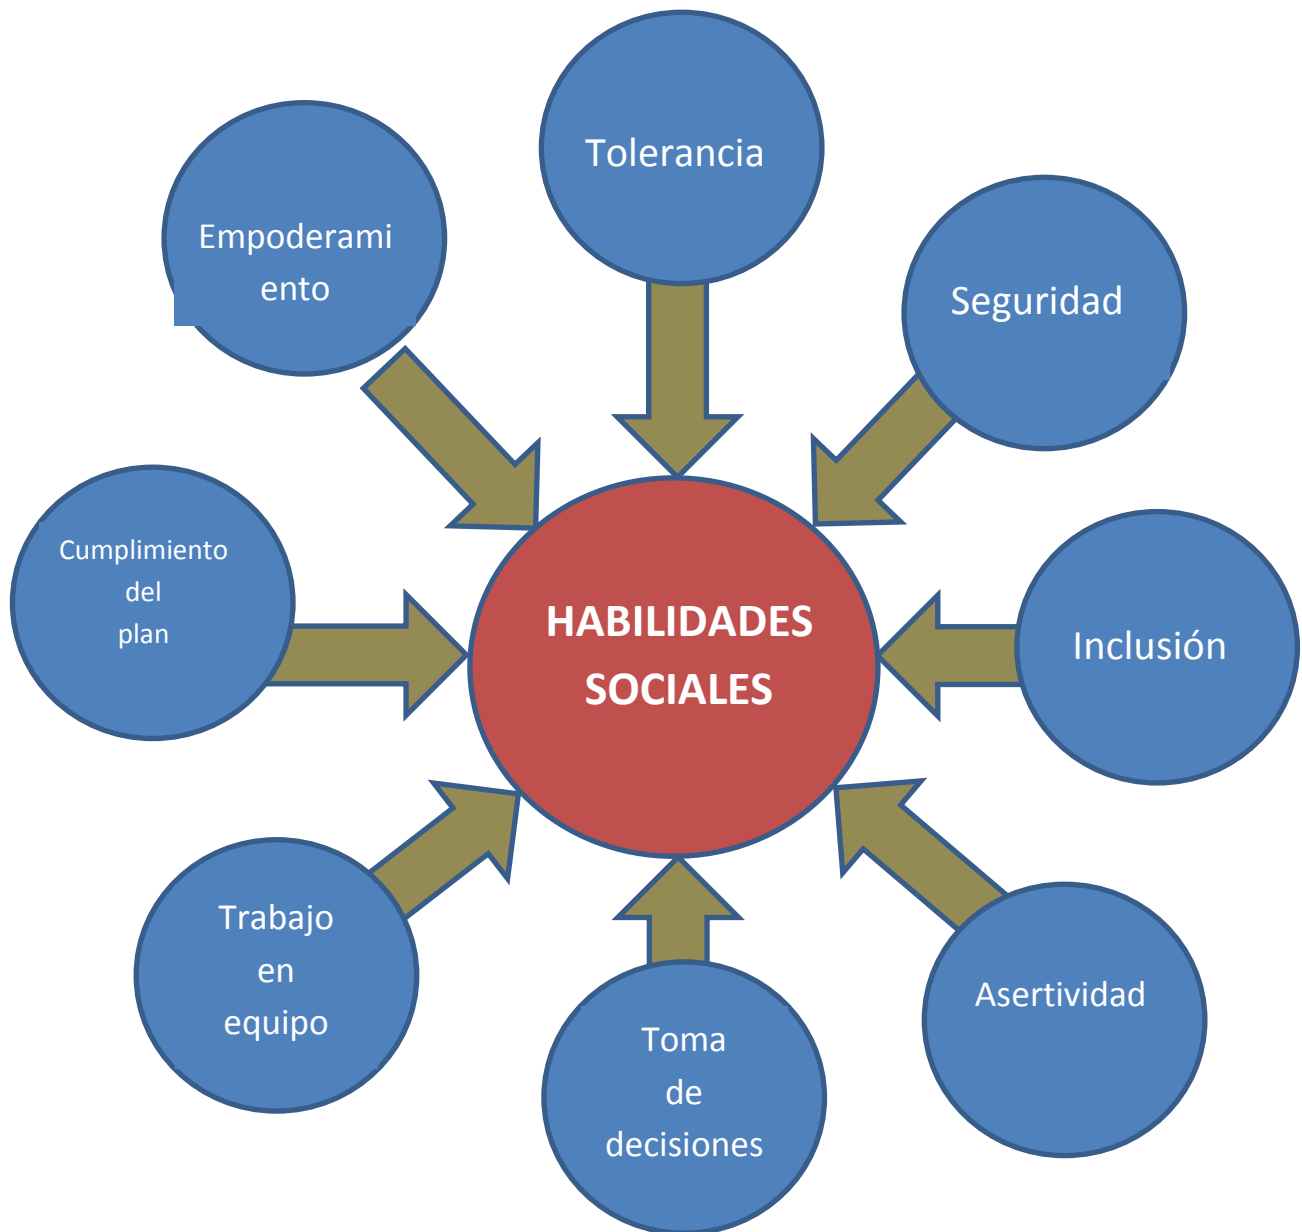 Tolerancia
Empoderami
ento
Seguridad
Cumplimiento
del
plan
HABILIDADES
SOCIALES
Inclusión
Trabajo
en
equipo
Asertividad
Toma
de
decisiones